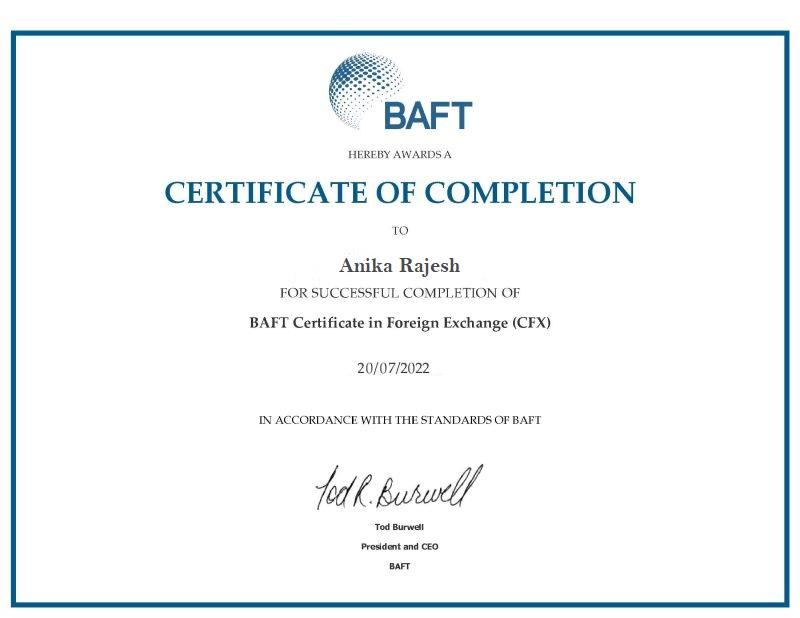 BAFT
HEREBY AWARDS A
CERTIFICATE OF COMPLETION
TO
Anika Rajesh
FOR SUCCESSFUL COMPLETION OF
BAFT Certificate in Foreign Exchange (CFX)
20/07/2022
IN ACCORDANCE WITH THE STANDARDS OF BAFT
Tod R. Burwell
Tod Burwell
President and CEO
BAFT